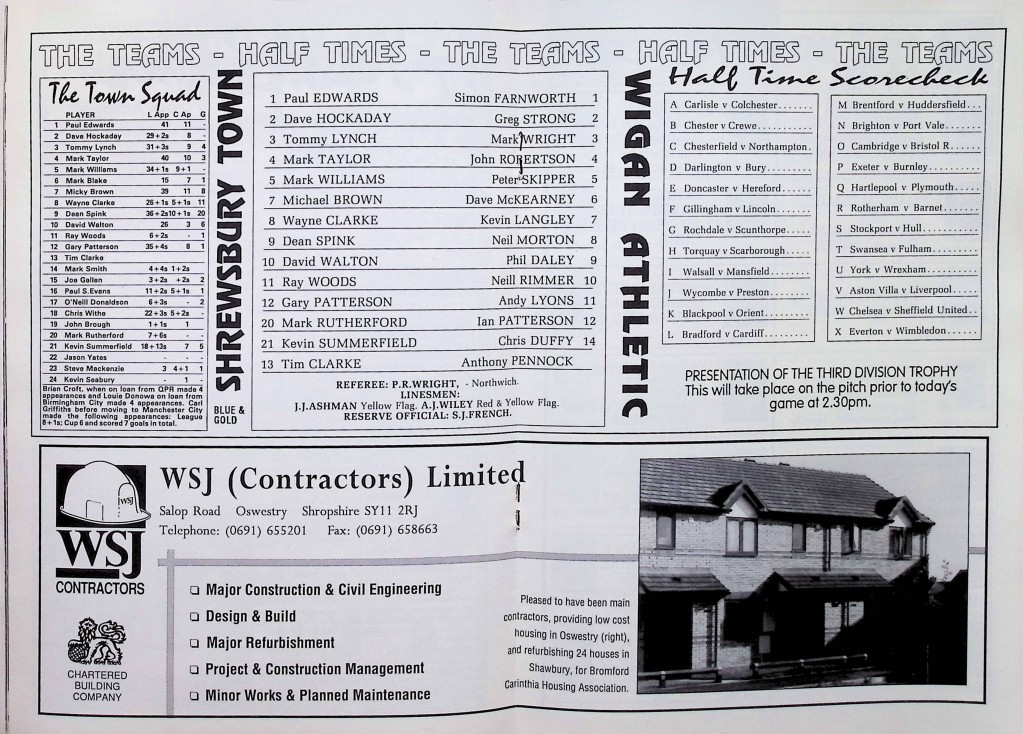 THE TEAMS - HALF TIMES - THE TEAMS - HALF TIMES - THE TEAMS
The Town Squad
PLAYER L App C Ap G
1 Paul Edwards 41 11 -
2 Dave Hockaday 29+2s 8 -
3 Tommy Lynch 31+3s 9 4
4 Mark Taylor 40 10 3
5 Mark Williams 34+1s 9+1 -
6 Mark Blake 15 7 1
7 Micky Brown 39 11 8
8 Wayne Clarke 26+1s 5+1s 11
9 Dean Spink 36+2s 10+1s 20
10 David Walton 26 3 6
11 Ray Woods 6+2s - 1
12 Gary Patterson 35+4s 8 1
13 Tim Clarke
14 Mark Smith 4+4s 1+2s
15 Joe Gallen 3+2s +2s 2
16 Paul S.Evans 11+2s 5+1s 1
17 O'Neill Donaldson 6+3s - 2
18 Chris Withe 22+3s 5+2s -
19 John Brough 1+1s 1
20 Mark Rutherford 7+6s - -
21 Kevin Summerfield 18+13s 7 5
22 Jason Yates - - -
23 Steve Mackenzie 3 4+1 1
24 Kevin Seabury - 1 -
Brian Croft, when on loan from QPR made 4
appearances and Louie Donowa on loan from
Birmingham City made 4 appearances. Carl
Griffiths before moving to Manchester City
made the following appearances: League
8+1s; Cup 6 and scored 7 goals in total.
SHREWSBURY TOWN
BLUE &
GOLD
1 Paul EDWARDS Simon FARNWORTH 1
2 Dave HOCKADAY Greg STRONG 2
3 Tommy LYNCH Mark WRIGHT 3
4 Mark TAYLOR John ROBERTSON 4
5 Mark WILLIAMS Peter SKIPPER 5
7 Michael BROWN Dave McKEARNEY 6
8 Wayne CLARKE Kevin LANGLEY 7
9 Dean SPINK Neil MORTON 8
10 David WALTON Phil DALEY 9
11 Ray WOODS Neill RIMMER 10
12 Gary PATTERSON Andy LYONS 11
20 Mark RUTHERFORD Ian PATTERSON 12
21 Kevin SUMMERFIELD Chris DUFFY 14
13 Tim CLARKE Anthony PENNOCK
REFEREE: P.R.WRIGHT, - Northwich.
LINESMEN:
J.J.ASHMAN Yellow Flag. A.J.WILEY Red & Yellow Flag.
RESERVE OFFICIAL: S.J.FRENCH.
WIGAN ATHLETIC
Half Time Scorecheck
A Carlisle v Colchester.......
B Chester v Crewe...........
C Chesterfield v Northampton.
D Darlington v Bury..........
E Doncaster v Hereford......
F Gillingham v Lincoln.......
G Rochdale v Scunthorpe.....
H Torquay v Scarborough.....
I Walsall v Mansfield........
J Wycombe v Preston........
K Blackpool v Orient.........
L Bradford v Cardiff..........
M Brentford v Huddersfield...
N Brighton v Port Vale.......
O Cambridge v Bristol R.....
P Exeter v Burnley..........
Q Hartlepool v Plymouth.....
R Rotherham v Barnet.......
S Stockport v Hull..........
T Swansea v Fulham........
U York v Wrexham..........
V Aston Villa v Liverpool.....
W Chelsea v Sheffield United..
X Everton v Wimbledon......
PRESENTATION OF THE THIRD DIVISION TROPHY
This will take place on the pitch prior to today's
game at 2.30pm.
WSJ
WSJ
CONTRACTORS
CHARTERED
BUILDING
COMPANY
WSJ (Contractors) Limited
Salop Road Oswestry Shropshire SY11 2RJ
Telephone: (0691) 655201 Fax: (0691) 658663
❏ Major Construction & Civil Engineering
❏ Design & Build
❏ Major Refurbishment
❏ Project & Construction Management
❏ Minor Works & Planned Maintenance
Pleased to have been main
contractors, providing low cost
housing in Oswestry (right),
and refurbishing 24 houses in
Shawbury, for Bromford
Carinthia Housing Association.